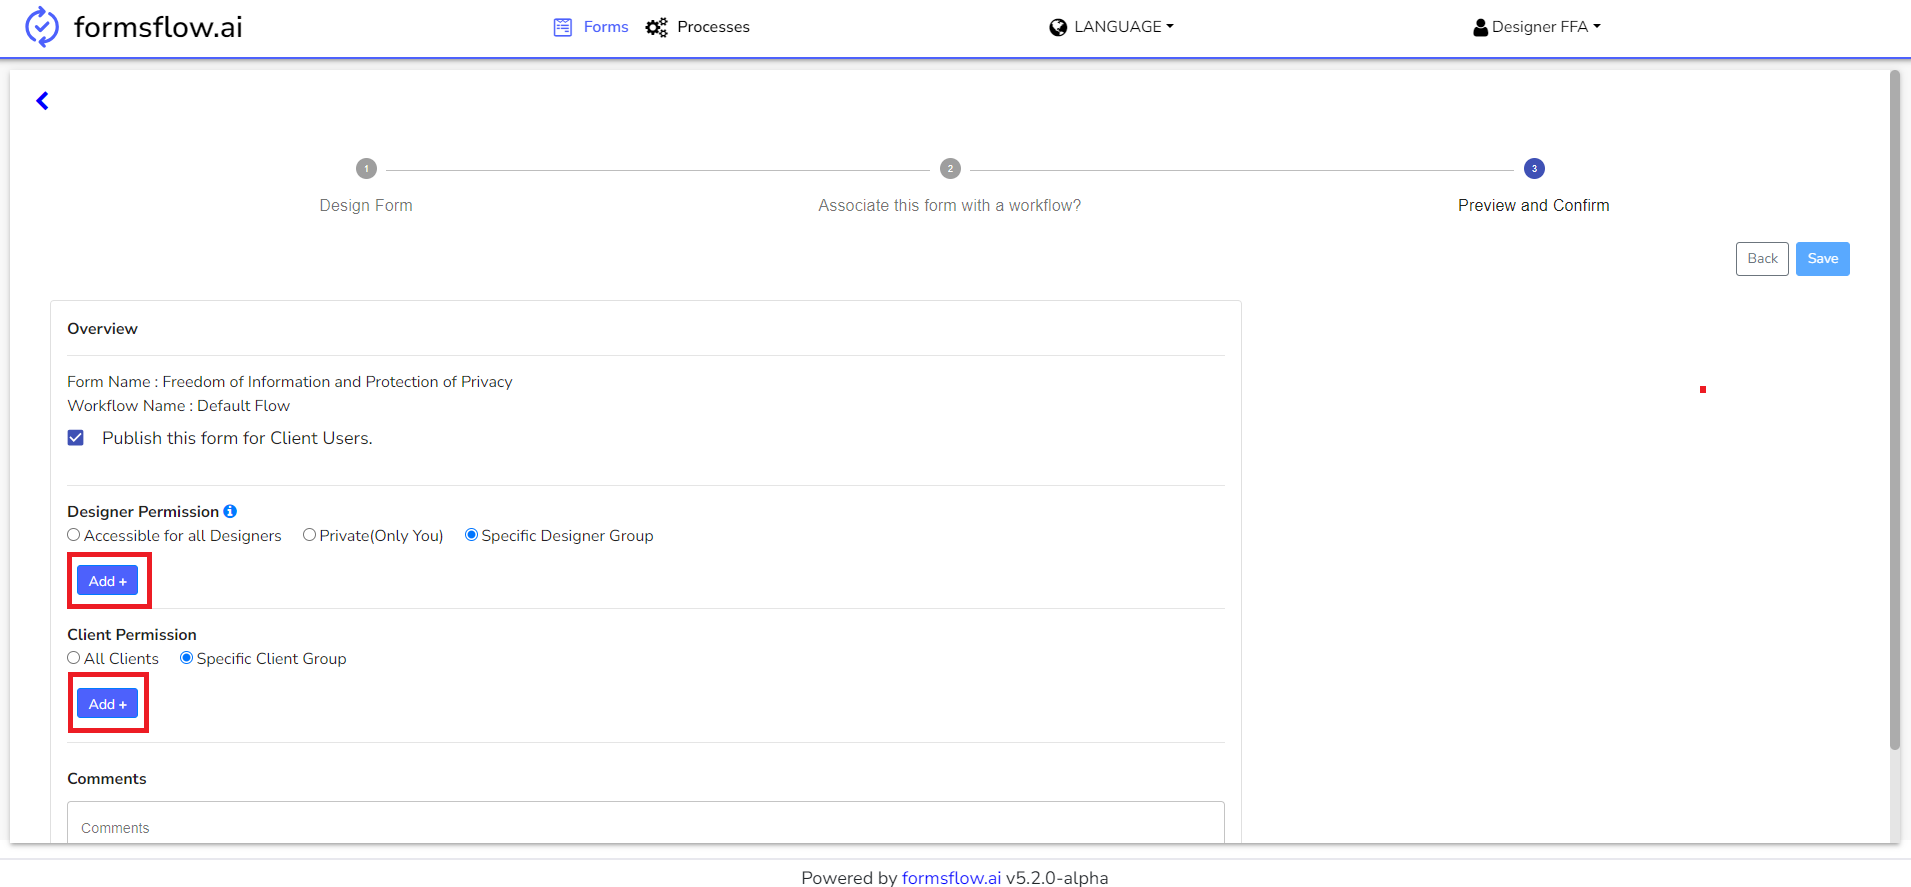 formsflow.ai
Forms
Processes
LANGUAGE
Designer FFA
1
2
3
Design Form
Associate this form with a workflow?
Preview and Confirm
Back
Save
Overview
Form Name : Freedom of Information and Protection of Privacy
Workflow Name : Default Flow
Publish this form for Client Users.
Designer Permission
Accessible for all Designers
Private(Only You)
Specific Designer Group
Add +
Client Permission
All Clients
Specific Client Group
Add +
Comments
Comments
Powered by formsflow.ai v5.2.0-alpha